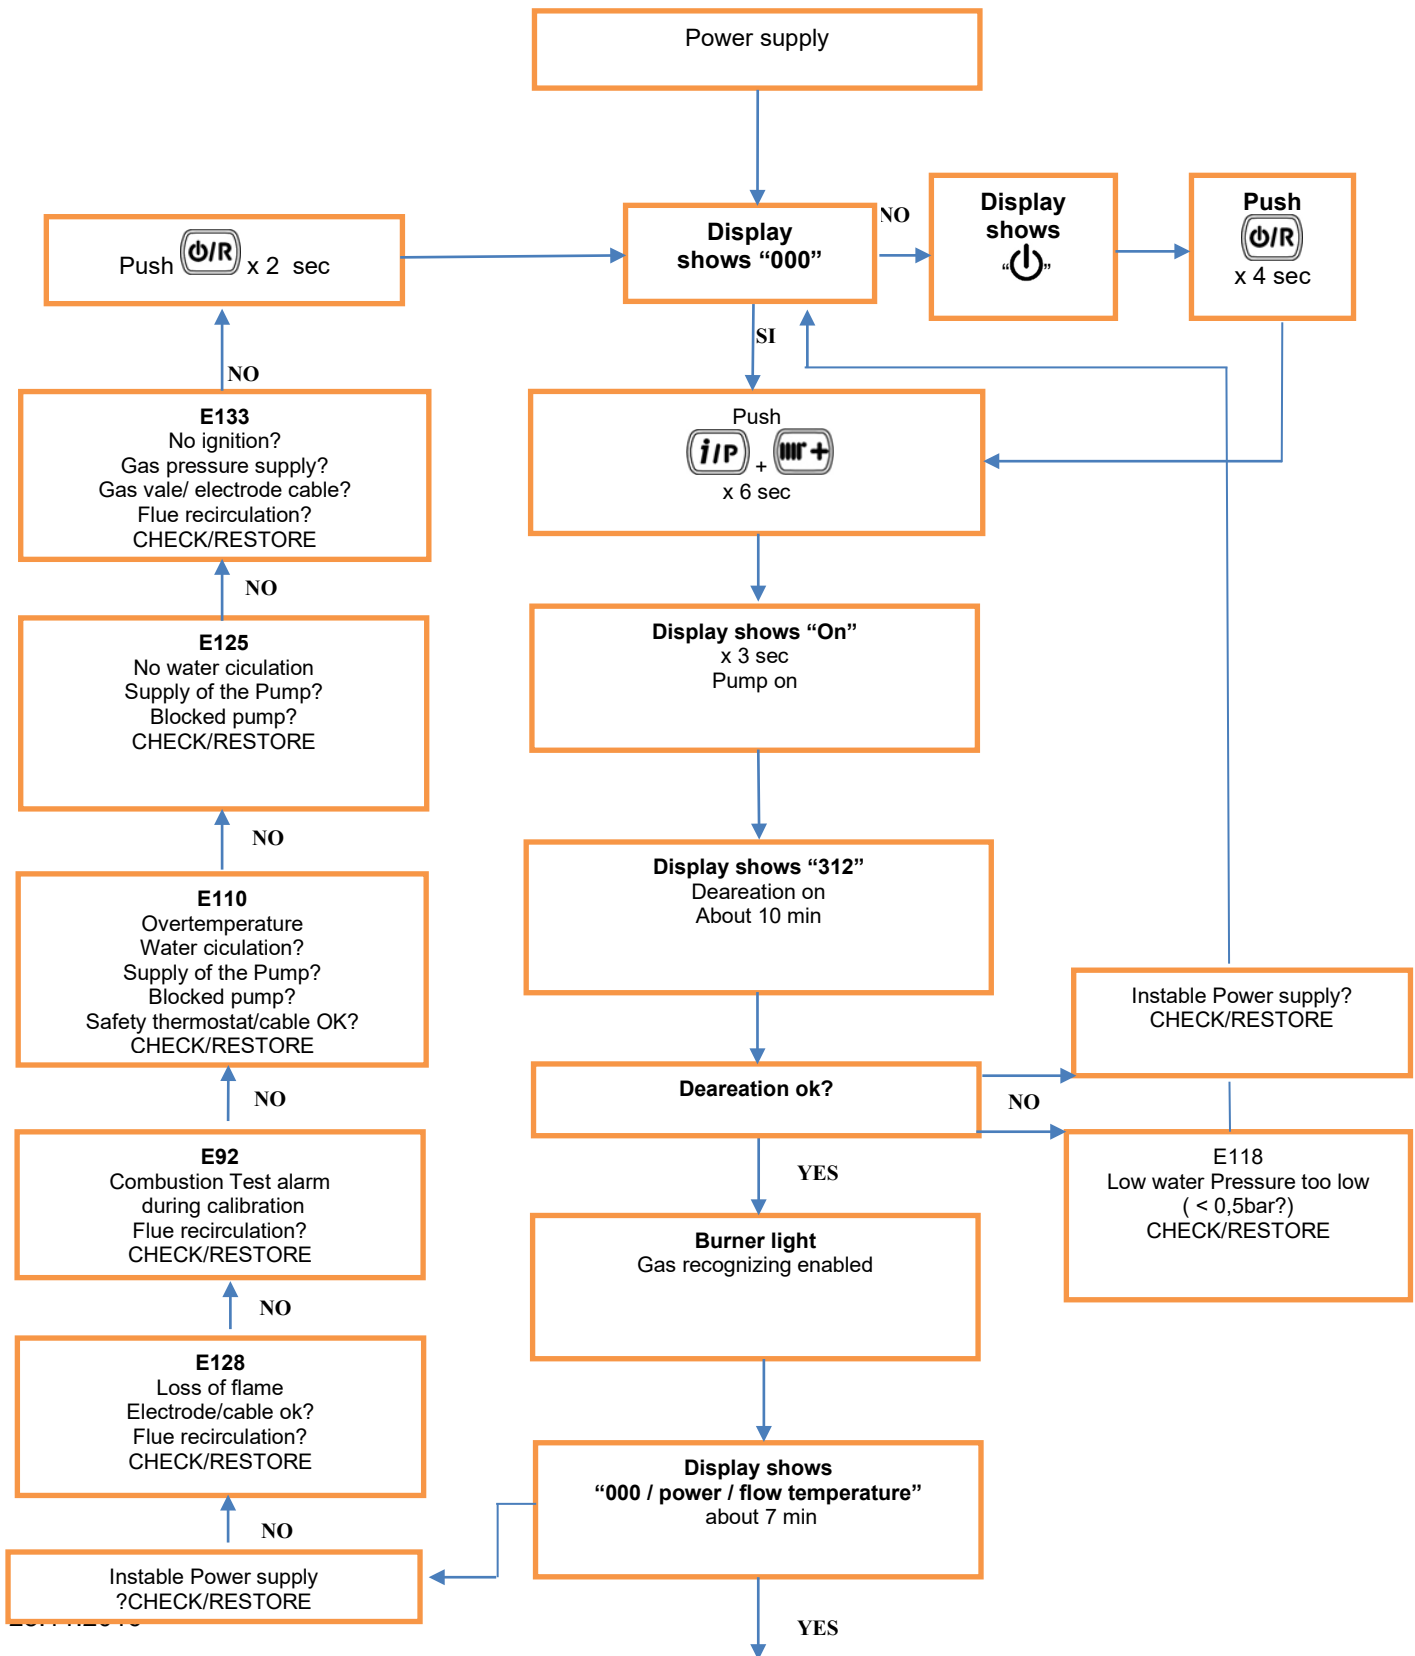 Power supply
Display
shows “000”
NO
Display
shows
“ ”
Push
⏻/R
x 4 sec
Push ⏻/R x 2 sec
SI
NO
Push
i/P + +
x 6 sec
E133
No ignition?
Gas pressure supply?
Gas vale/ electrode cable?
Flue recirculation?
CHECK/RESTORE
NO
Display shows “On”
x 3 sec
Pump on
E125
No water ciculation
Supply of the Pump?
Blocked pump?
CHECK/RESTORE
NO
Display shows “312”
Deareation on
About 10 min
E110
Overtemperature
Water ciculation?
Supply of the Pump?
Blocked pump?
Safety thermostat/cable OK?
CHECK/RESTORE
Instable Power supply?
CHECK/RESTORE
Deareation ok?
NO
NO
YES
E118
Low water Pressure too low
( < 0,5bar?)
CHECK/RESTORE
E92
Combustion Test alarm
during calibration
Flue recirculation?
CHECK/RESTORE
Burner light
Gas recognizing enabled
NO
E128
Loss of flame
Electrode/cable ok?
Flue recirculation?
CHECK/RESTORE
Display shows
“000 / power / flow temperature”
about 7 min
NO
Instable Power supply
?CHECK/RESTORE
YES